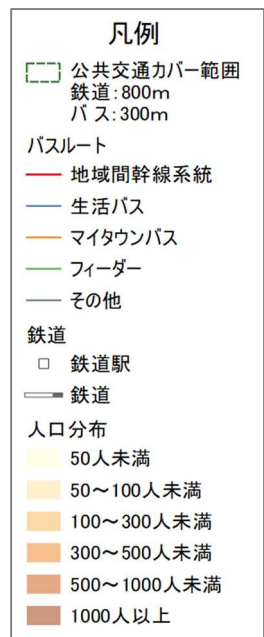 凡例
公共交通カバー範囲
鉄道:800m
バス:300m
バスルート
地域間幹線系統
生活バス
マイタウンバス
フィーダー
その他
鉄道
鉄道駅
鉄道
人口分布
50人未満
50～100人未満
100～300人未満
300～500人未満
500～1000人未満
1000人以上